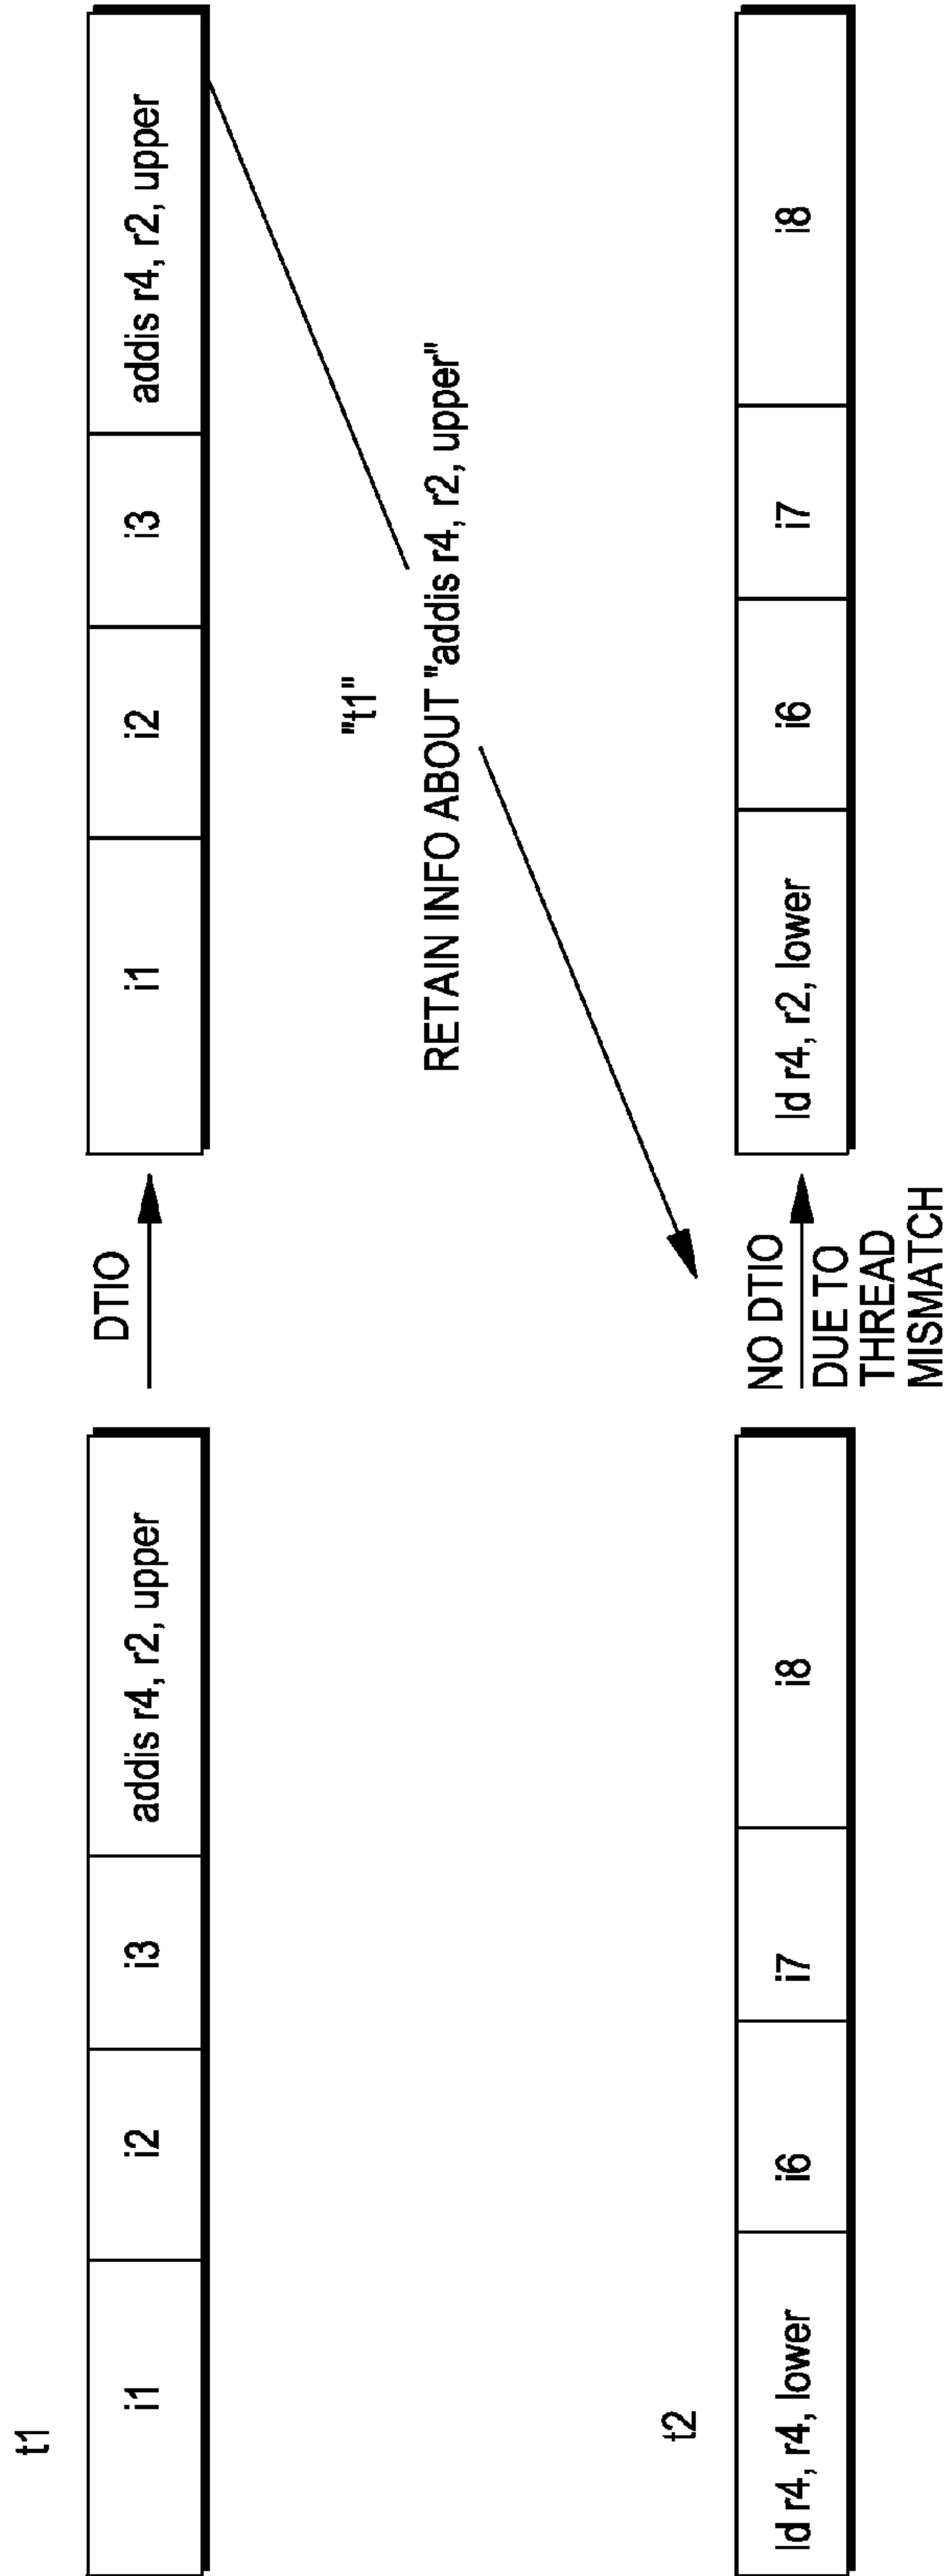 t1
i1
i2
i3
addis r4, r2, upper
DTIO
i1
i2
i3
addis r4, r2, upper
"t1"
RETAIN INFO ABOUT "addis r4, r2, upper"
t2
ld r4, r4, lower
i6
i7
i8
NO DTIO
DUE TO
THREAD
MISMATCH
ld r4, r2, lower
i6
i7
i8